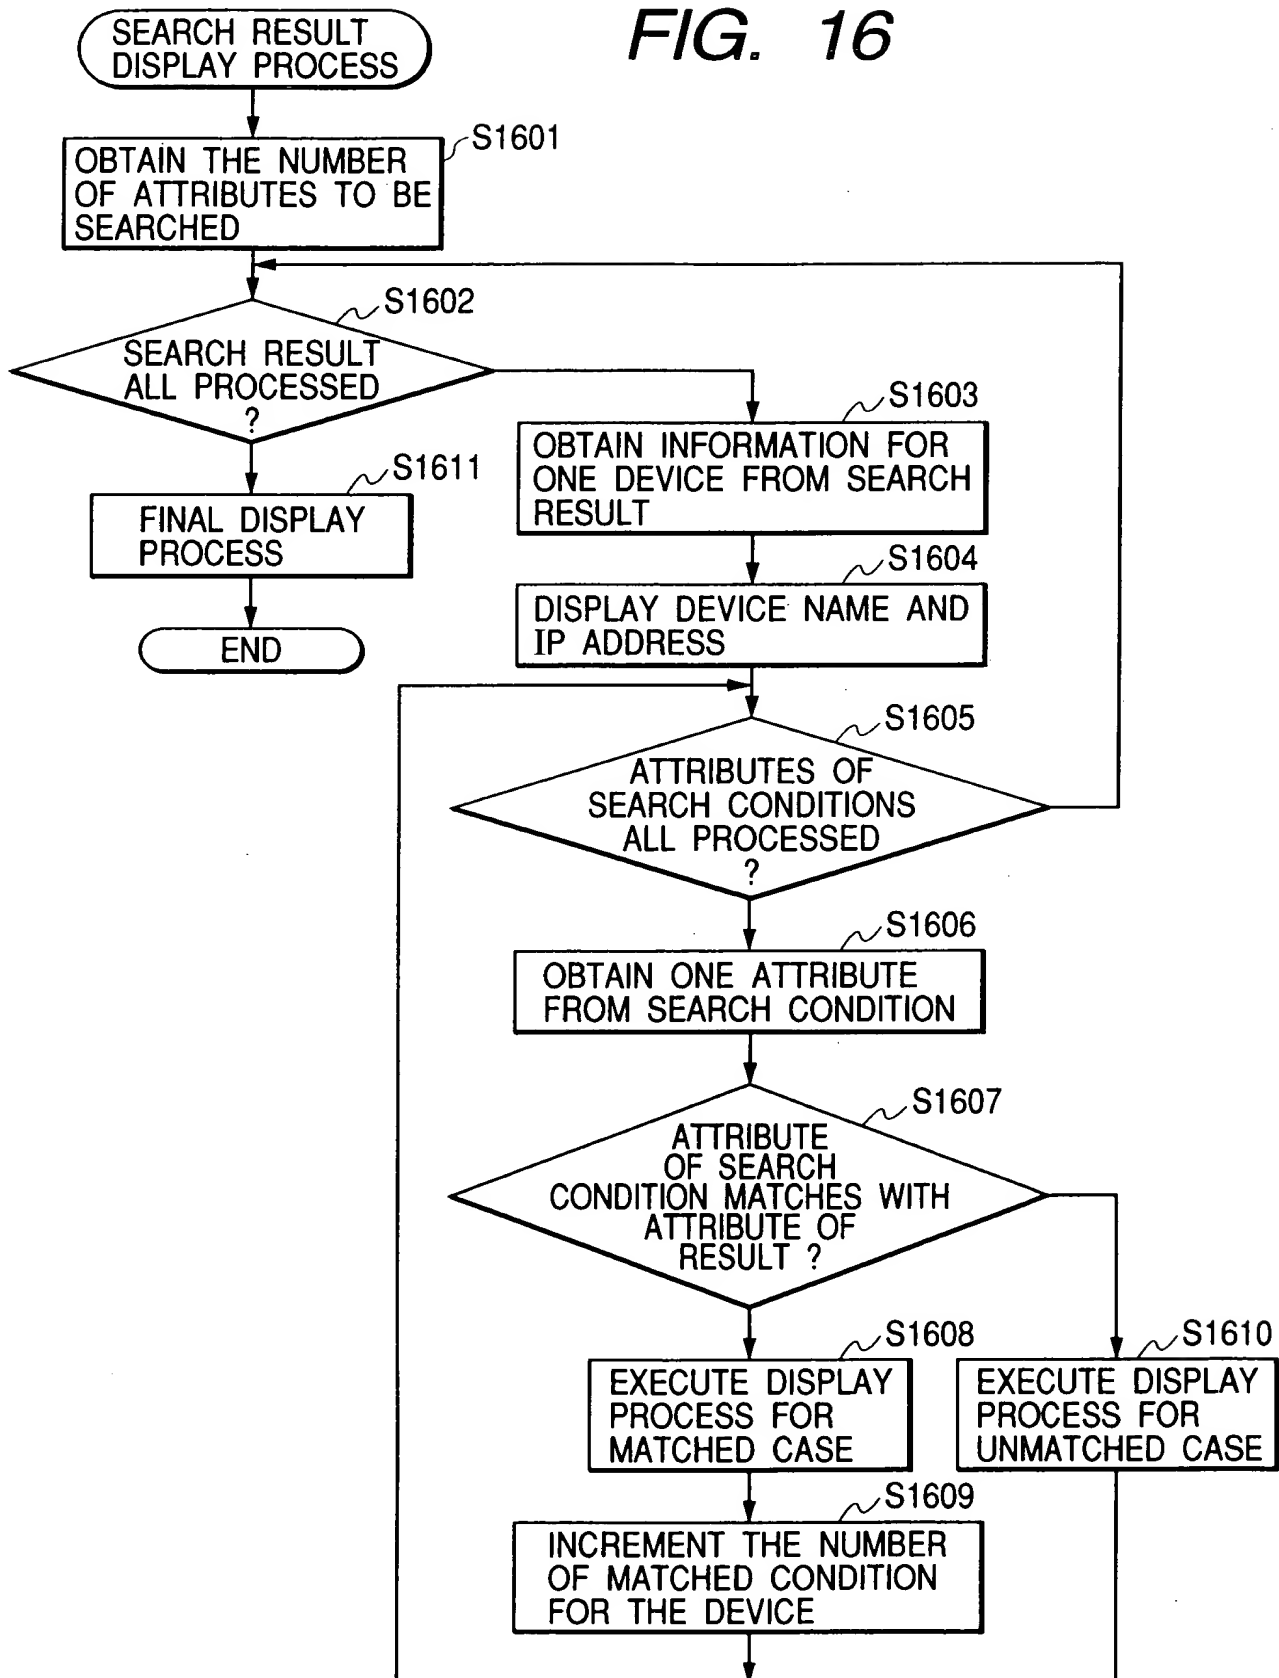 FIG. 16
SEARCH RESULT
DISPLAY PROCESS
S1601
OBTAIN THE NUMBER
OF ATTRIBUTES TO BE
SEARCHED
S1602
SEARCH RESULT
ALL PROCESSED
?
S1611
FINAL DISPLAY
PROCESS
END
S1603
OBTAIN INFORMATION FOR
ONE DEVICE FROM SEARCH
RESULT
S1604
DISPLAY DEVICE NAME AND
IP ADDRESS
S1605
ATTRIBUTES OF
SEARCH CONDITIONS
ALL PROCESSED
?
S1606
OBTAIN ONE ATTRIBUTE
FROM SEARCH CONDITION
S1607
ATTRIBUTE
OF SEARCH
CONDITION MATCHES WITH
ATTRIBUTE OF
RESULT ?
S1608
EXECUTE DISPLAY
PROCESS FOR
MATCHED CASE
S1610
EXECUTE DISPLAY
PROCESS FOR
UNMATCHED CASE
S1609
INCREMENT THE NUMBER
OF MATCHED CONDITION
FOR THE DEVICE